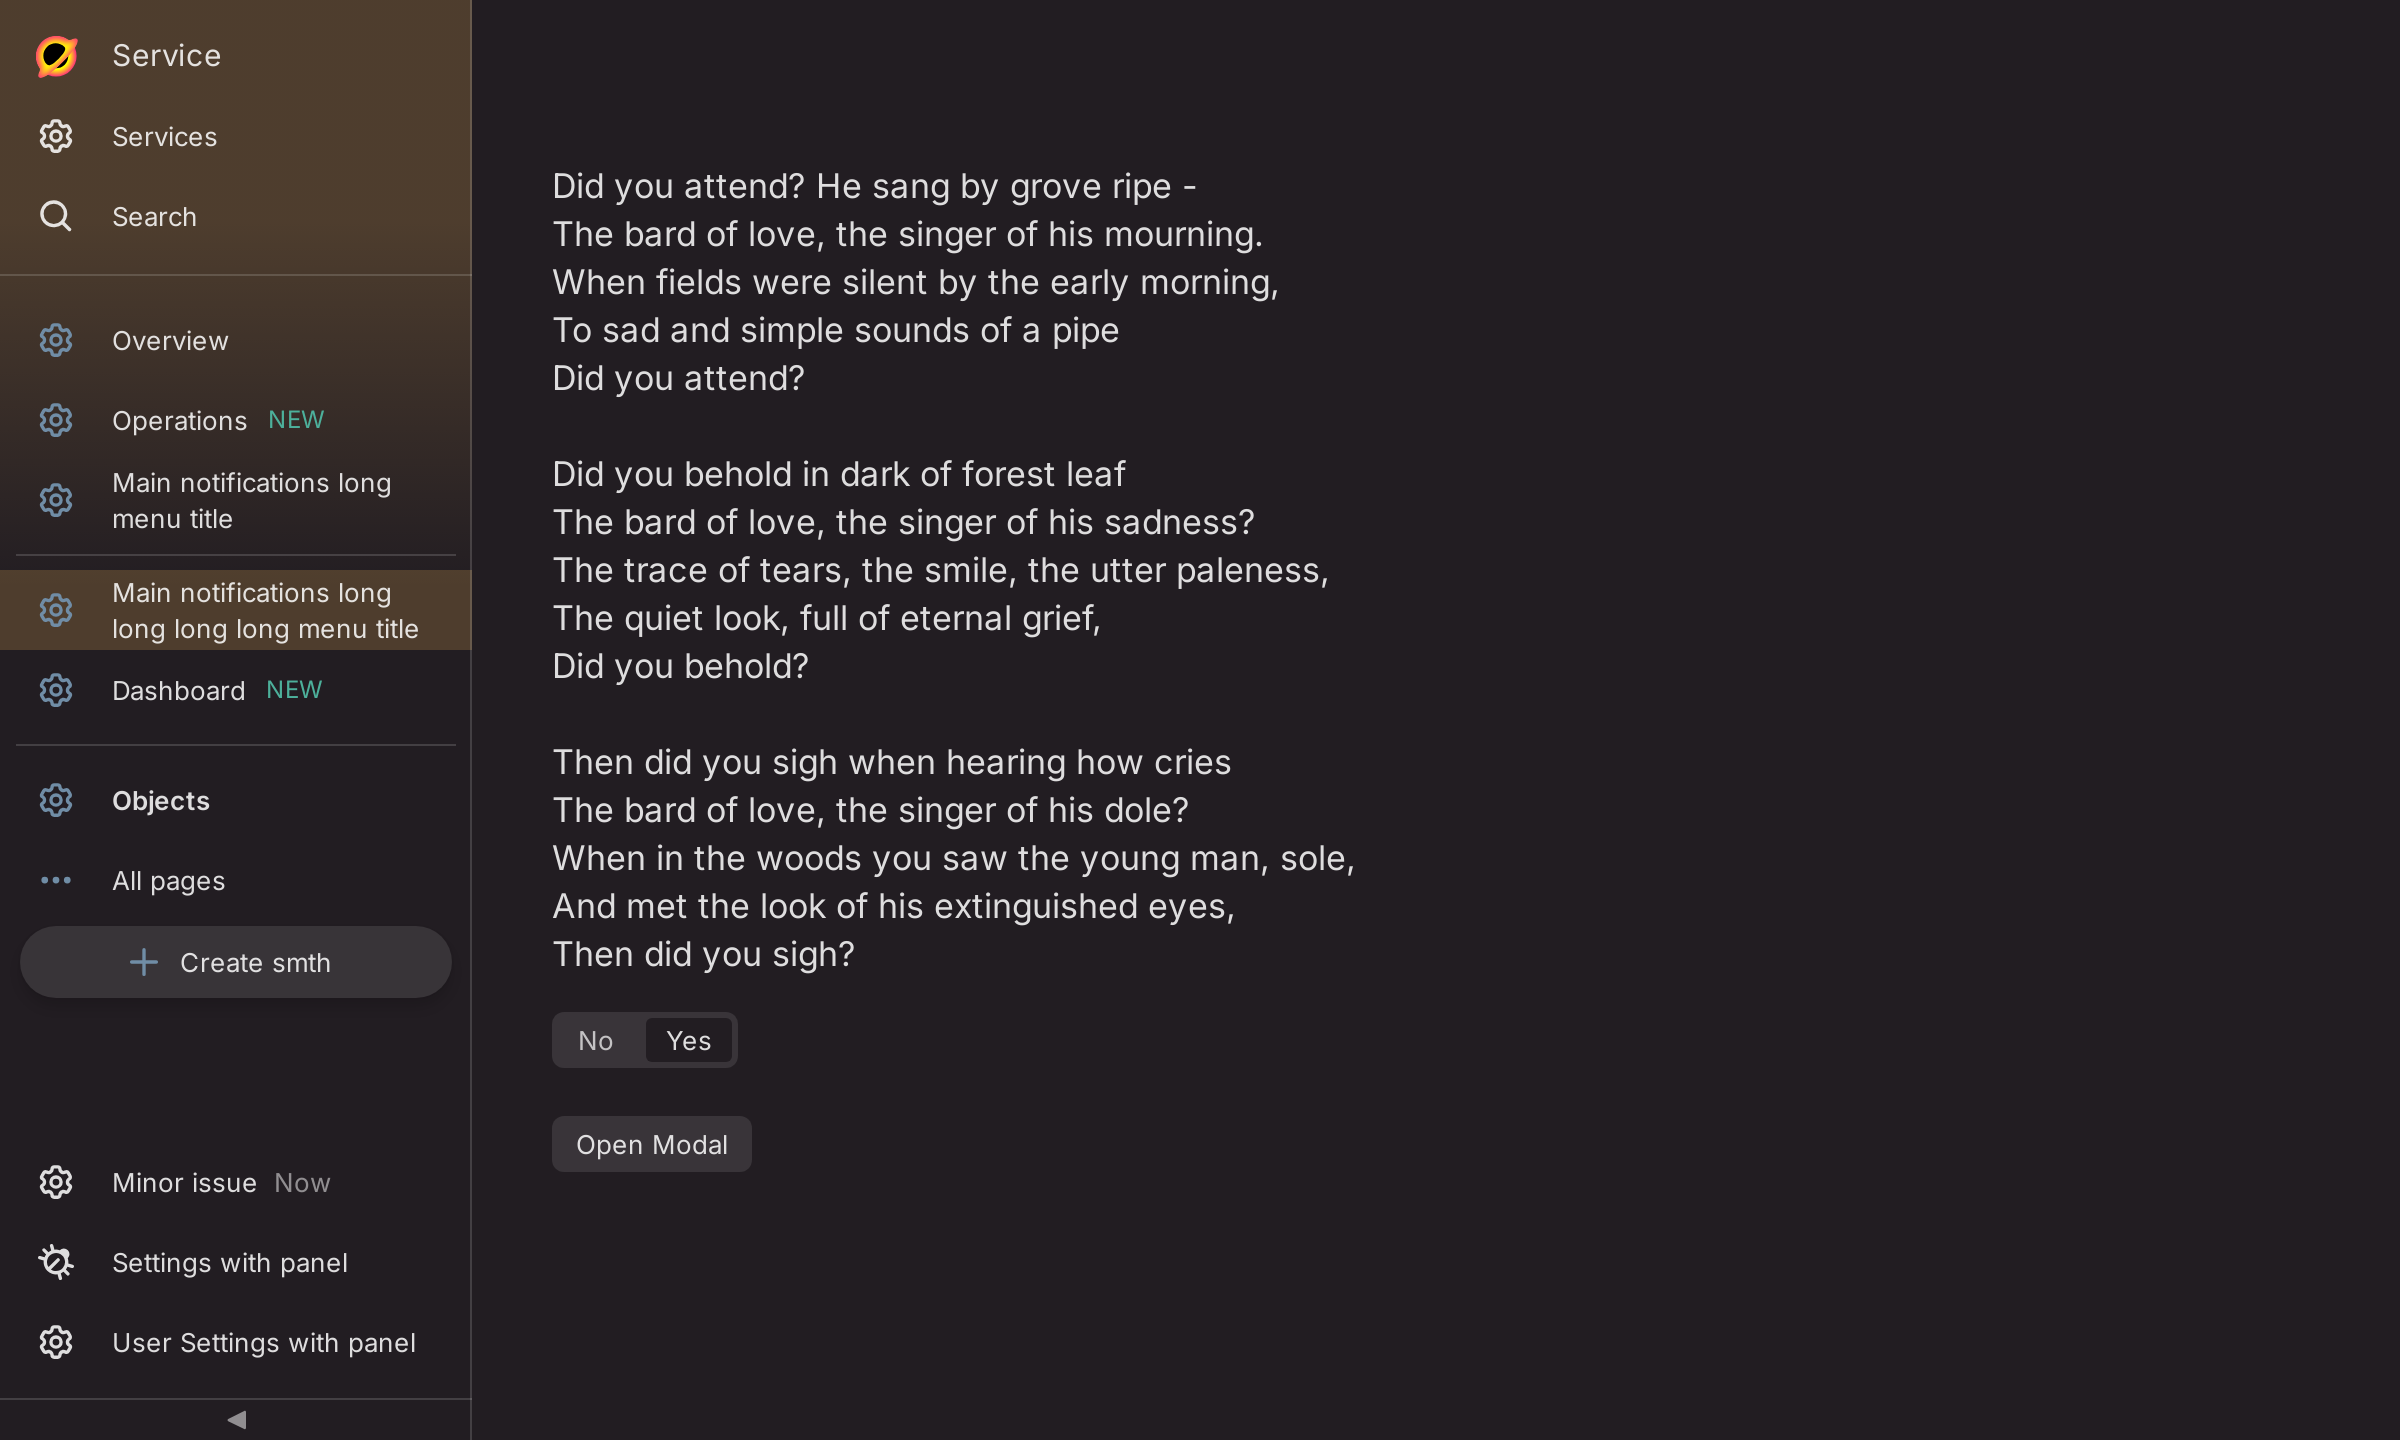 Service
Services
Search
Overview
Operations NEW
Main notifications long
menu title
Main notifications long
long long long menu title
Dashboard NEW
Objects
All pages
Create smth
Minor issue Now
Settings with panel
User Settings with panel
Did you attend? He sang by grove ripe -
The bard of love, the singer of his mourning.
When fields were silent by the early morning,
To sad and simple sounds of a pipe
Did you attend?
Did you behold in dark of forest leaf
The bard of love, the singer of his sadness?
The trace of tears, the smile, the utter paleness,
The quiet look, full of eternal grief,
Did you behold?
Then did you sigh when hearing how cries
The bard of love, the singer of his dole?
When in the woods you saw the young man, sole,
And met the look of his extinguished eyes,
Then did you sigh?
No Yes
Open Modal